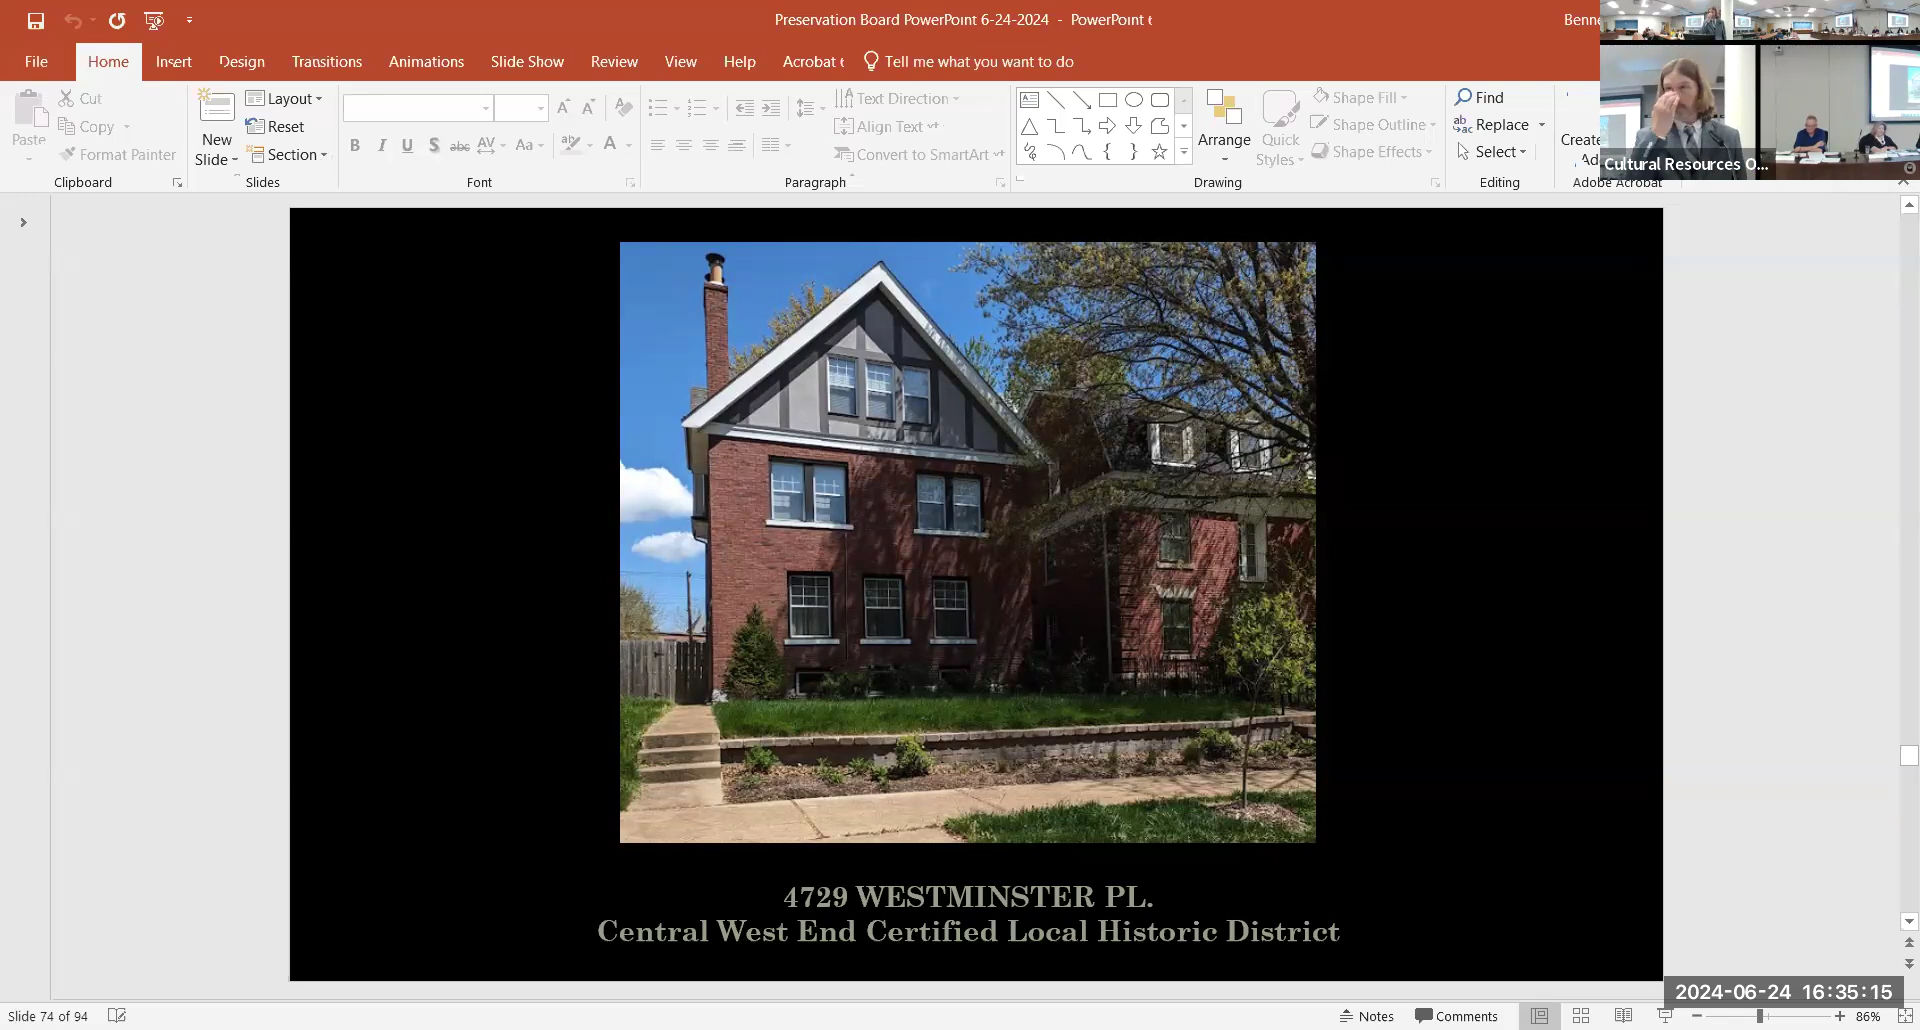 Preservation Board PowerPoint 6-24-2024 - PowerPoint
File
Home
Insert
Design
Transitions
Animations
Slide Show
Review
View
Help
Acrobat
Tell me what you want to do
Paste
Cut
Copy
Format Painter
Clipboard
New
Slide
Layout
Reset
Section
Slides
B I U S abc AV Aa A
Font
Text Direction
Align Text
Convert to SmartArt
Paragraph
Arrange
Quick
Styles
Shape Fill
Shape Outline
Shape Effects
Drawing
Find
Replace
Select
Editing
Create
Adobe Acrobat
Cultural Resources O...
4729 WESTMINSTER PL.
Central West End Certified Local Historic District
2024-06-24 16:35:15
Slide 74 of 94
Notes
Comments
86%